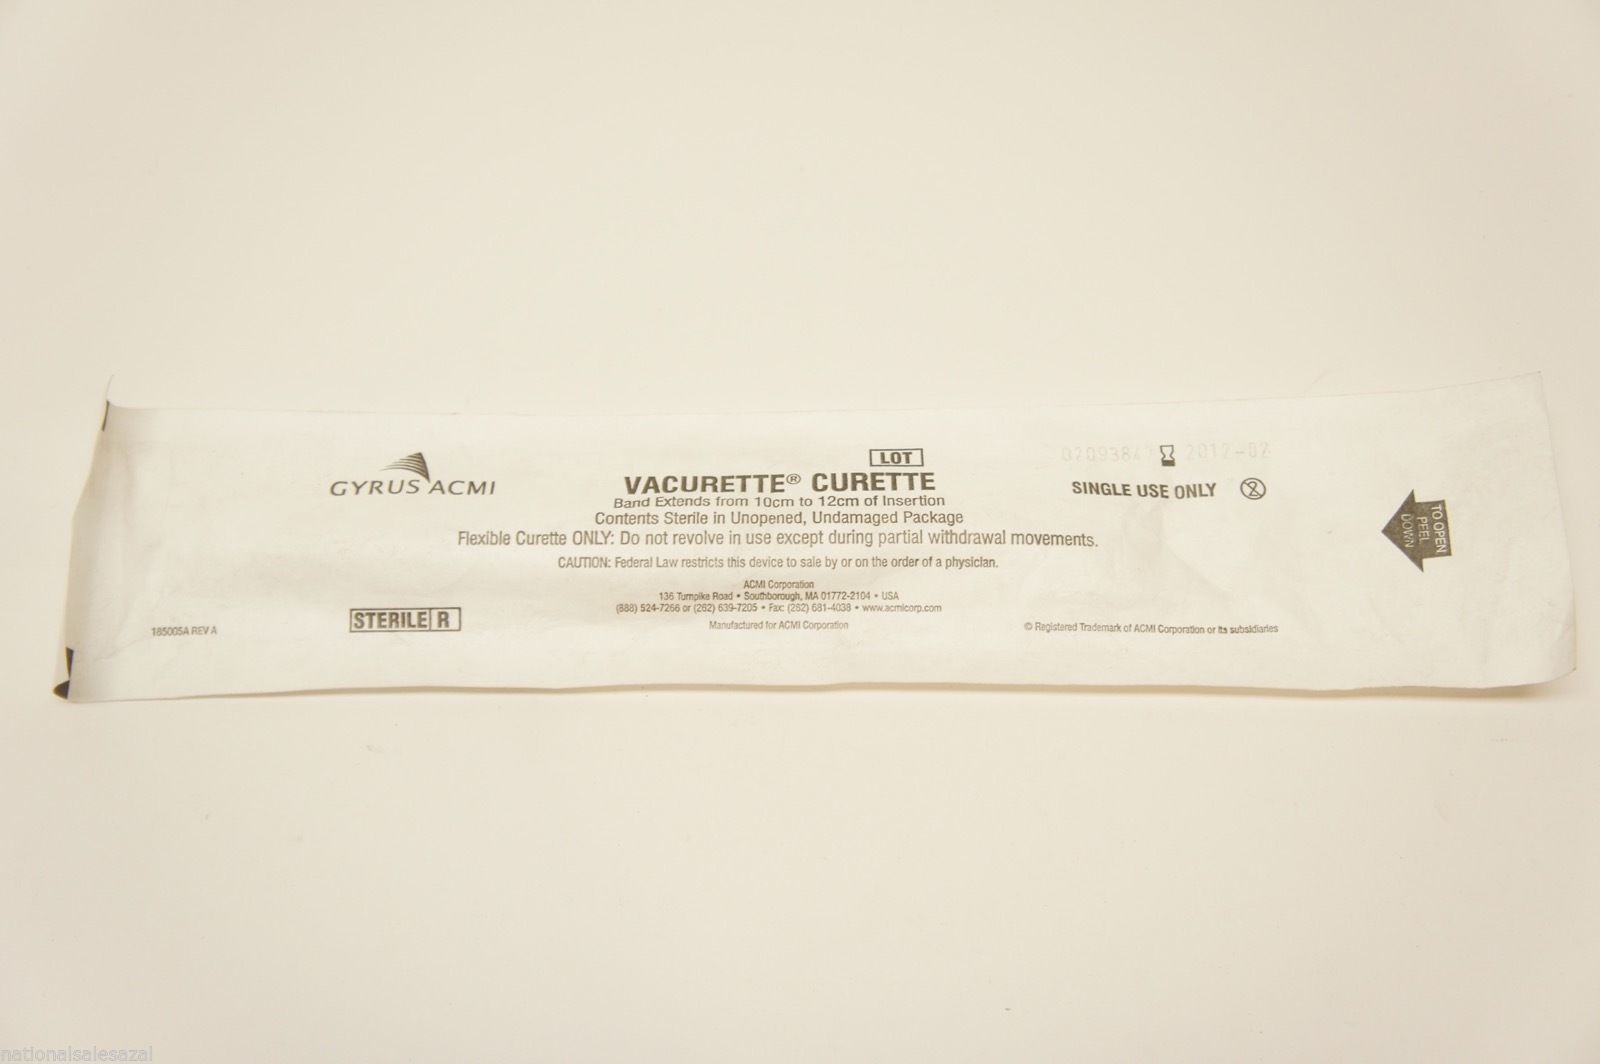 LOT
0209384 2012-02
GYRUS ACMI
VACURETTE® CURETTE
SINGLE USE ONLY
Band Extends from 10cm to 12cm of Insertion
Contents Sterile in Unopened, Undamaged Package
Flexible Curette ONLY: Do not revolve in use except during partial withdrawal movements.
CAUTION: Federal Law restricts this device to sale by or on the order of a physician.
TO OPEN
PEEL
DOWN
ACMI Corporation
136 Turnpike Road • Southborough, MA 01772-2104 • USA
(888) 524-7266 or (262) 639-7205 • Fax: (262) 681-4038 • www.acmicorp.com
Manufactured for ACMI Corporation
STERILE R
185005A REV A
® Registered Trademark of ACMI Corporation or its subsidiaries
nationalsalesazal